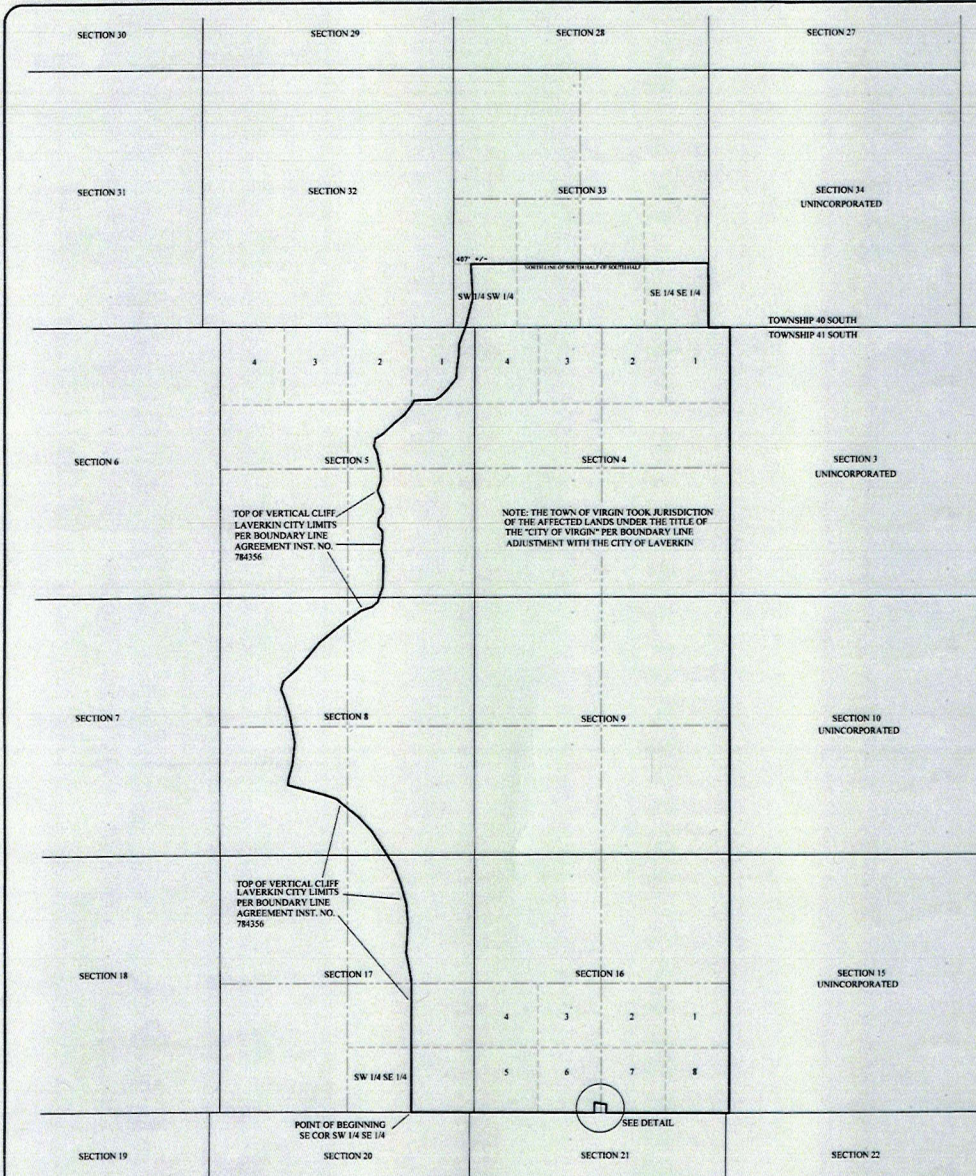 SECTION 30
SECTION 29
SECTION 28
SECTION 27
SECTION 31
SECTION 32
SECTION 33
SECTION 34
UNINCORPORATED
407' +/-
NORTH LINE OF SOUTH HALF OF SOUTH HALF
SW 1/4 SW 1/4
SE 1/4 SE 1/4
TOWNSHIP 40 SOUTH
TOWNSHIP 41 SOUTH
4
3
2
1
4
3
2
1
SECTION 6
SECTION 5
SECTION 4
SECTION 3
UNINCORPORATED
TOP OF VERTICAL CLIFF
LAVERKIN CITY LIMITS
PER BOUNDARY LINE
AGREEMENT INST. NO.
784356
NOTE: THE TOWN OF VIRGIN TOOK JURISDICTION
OF THE AFFECTED LANDS UNDER THE TITLE OF
THE "CITY OF VIRGIN" PER BOUNDARY LINE
ADJUSTMENT WITH THE CITY OF LAVERKIN
SECTION 7
SECTION 8
SECTION 9
SECTION 10
UNINCORPORATED
TOP OF VERTICAL CLIFF
LAVERKIN CITY LIMITS
PER BOUNDARY LINE
AGREEMENT INST. NO.
784356
SECTION 18
SECTION 17
SECTION 16
SECTION 15
UNINCORPORATED
4
3
2
1
5
6
7
8
SW 1/4 SE 1/4
POINT OF BEGINNING
SE COR SW 1/4 SE 1/4
SEE DETAIL
SECTION 19
SECTION 20
SECTION 21
SECTION 22